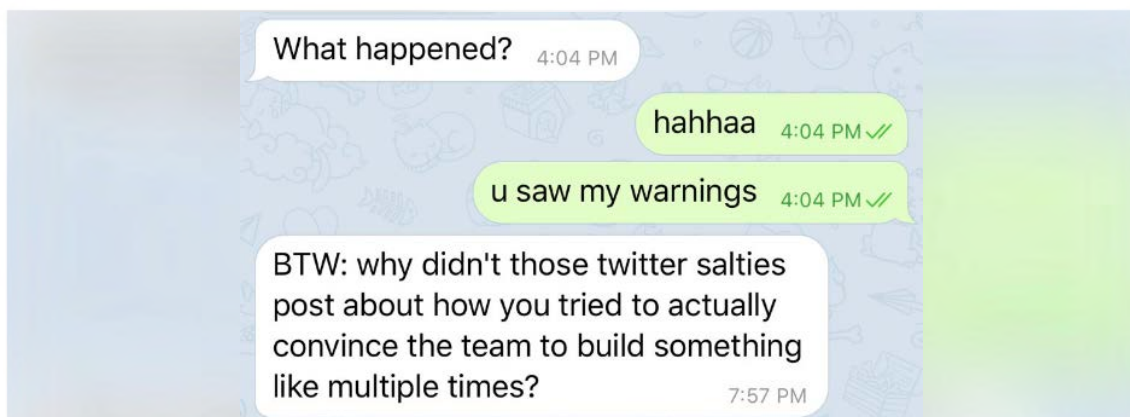 What happened? 4:04 PM
hahhaa 4:04 PM
u saw my warnings 4:04 PM
BTW: why didn't those twitter salties
post about how you tried to actually
convince the team to build something
like multiple times? 7:57 PM